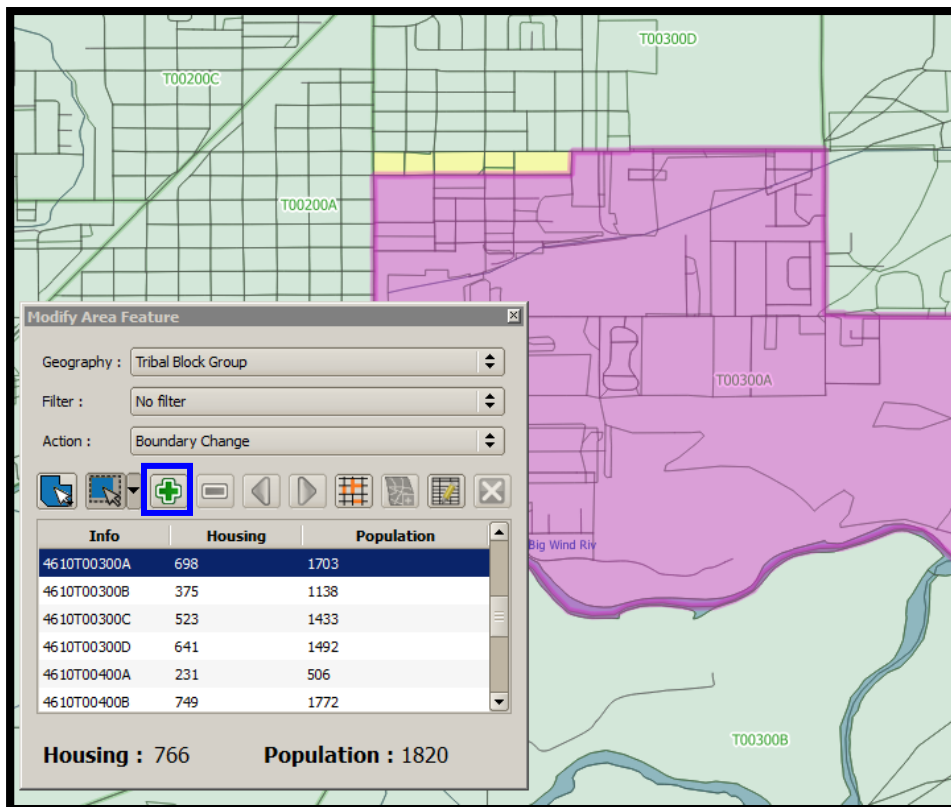 T00300D
T00200C
T00200A
Modify Area Feature
Geography : Tribal Block Group
Filter : No filter
Action : Boundary Change
T00300A
Info Housing Population
4610T00300A 698 1703
4610T00300B 375 1138
4610T00300C 523 1433
4610T00300D 641 1492
4610T00400A 231 506
4610T00400B 749 1772
Housing : 766 Population : 1820
Big Wind Riv
T00300B